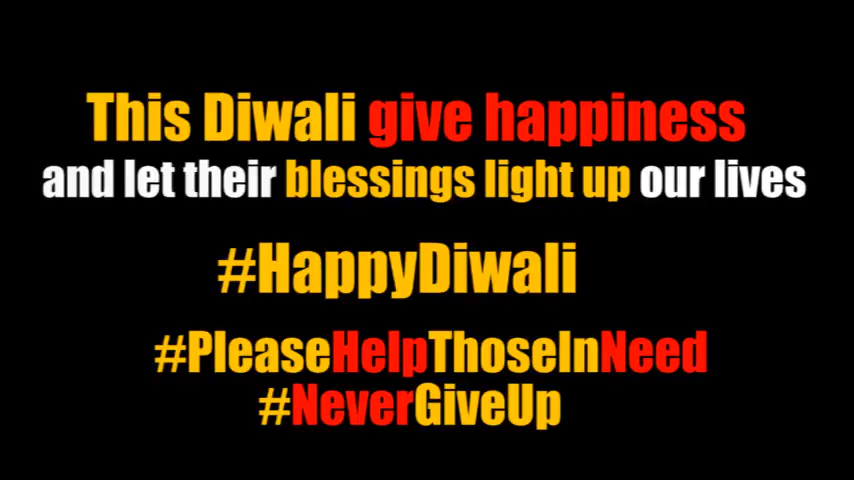 This Diwali give happiness
and let their blessings light up our lives
#HappyDiwali
#PleaseHelpThoseInNeed
#NeverGiveUp